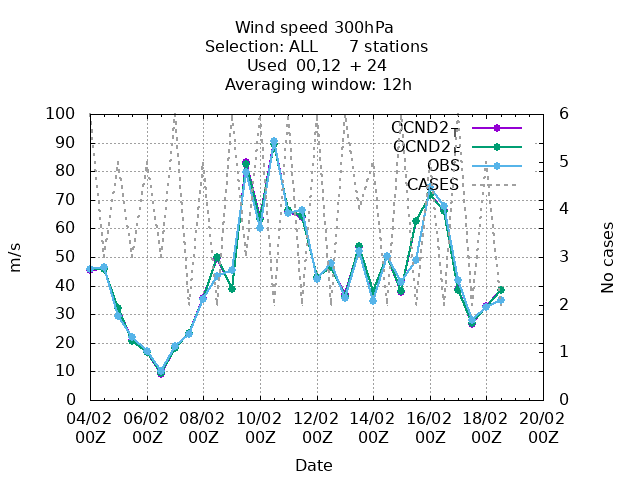 Wind speed 300hPa
Selection: ALL 7 stations
Used 00,12 + 24
Averaging window: 12h
100
90
80
70
60
50
40
30
20
10
0
6
5
4
3
2
1
0
CCND2
OBS
CASES
m/s
No cases
04/02 06/02 08/02 10/02 12/02 14/02 16/02 18/02 20/02
00Z 00Z 00Z 00Z 00Z 00Z 00Z 00Z 00Z
Date